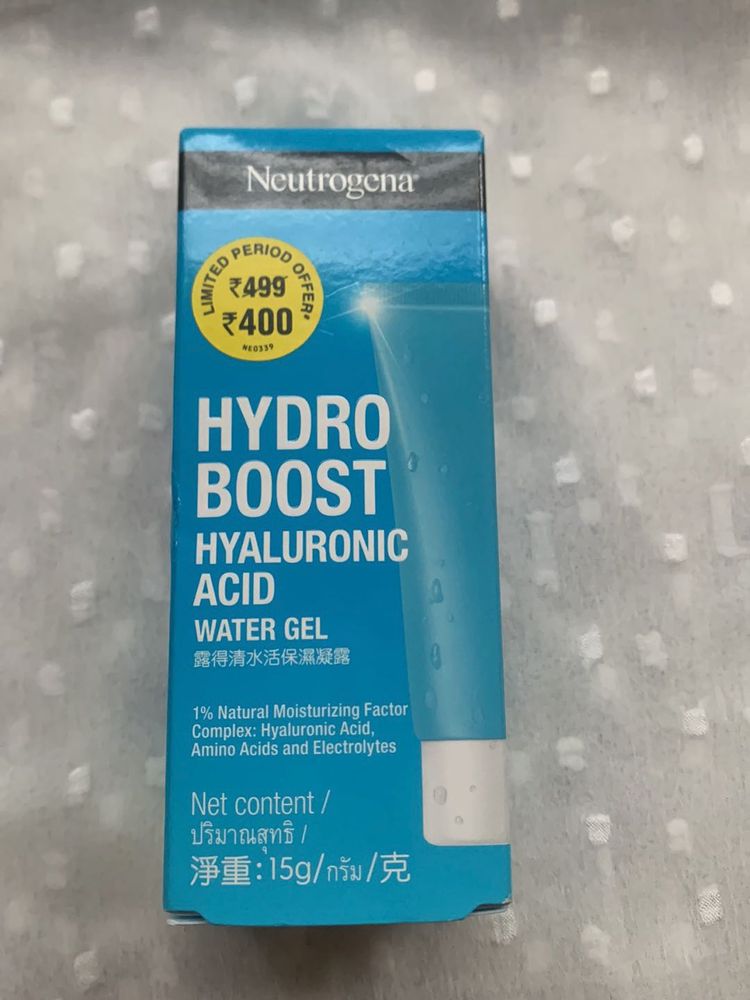 Neutrogena®
LIMITED PERIOD OFFER*
₹499
₹400
NE0339
HYDRO
BOOST
HYALURONIC
ACID
WATER GEL
露得清水活保濕凝露
1% Natural Moisturizing Factor
Complex: Hyaluronic Acid,
Amino Acids and Electrolytes
Net content /
ปริมาณสุทธิ /
淨重:15g/กรัม/克